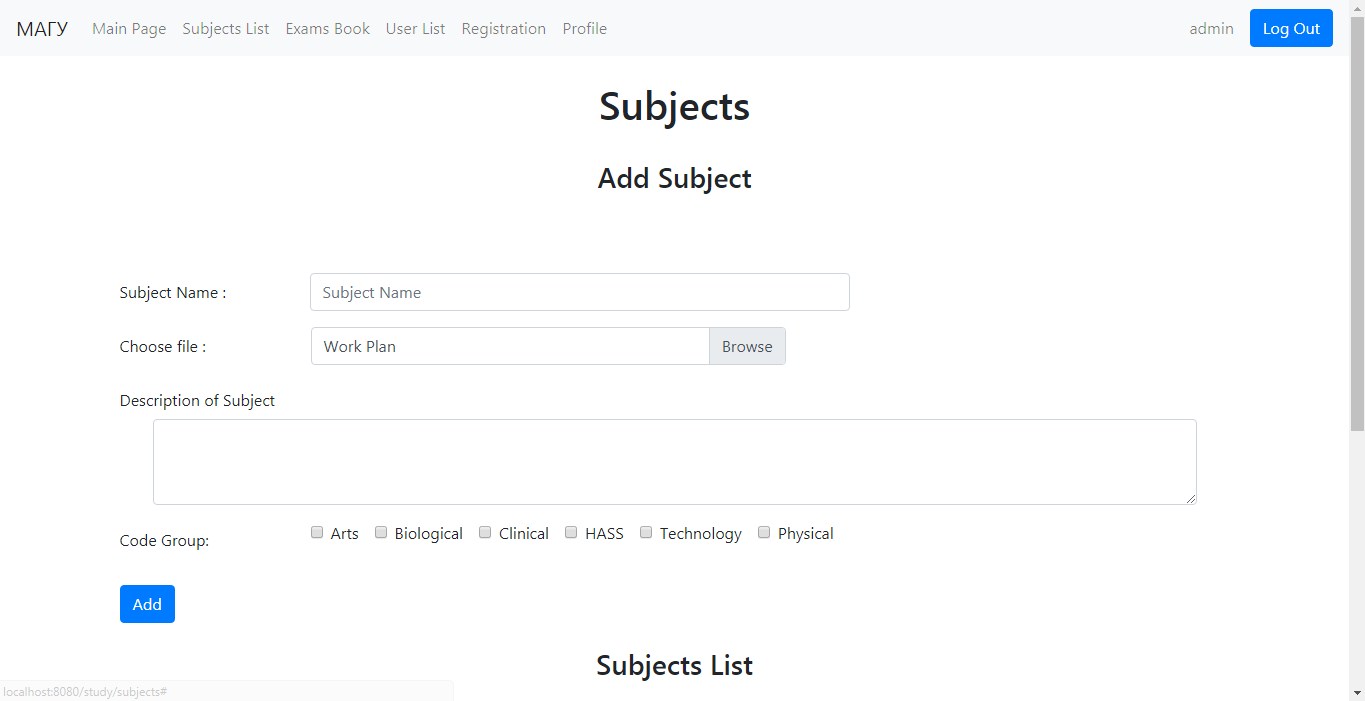 МАГУ Main Page Subjects List Exams Book User List Registration Profile admin Log Out
Subjects
Add Subject
Subject Name : Subject Name
Choose file : Work Plan Browse
Description of Subject
Code Group: Arts Biological Clinical HASS Technology Physical
Add
Subjects List
localhost:8080/study/subjects#